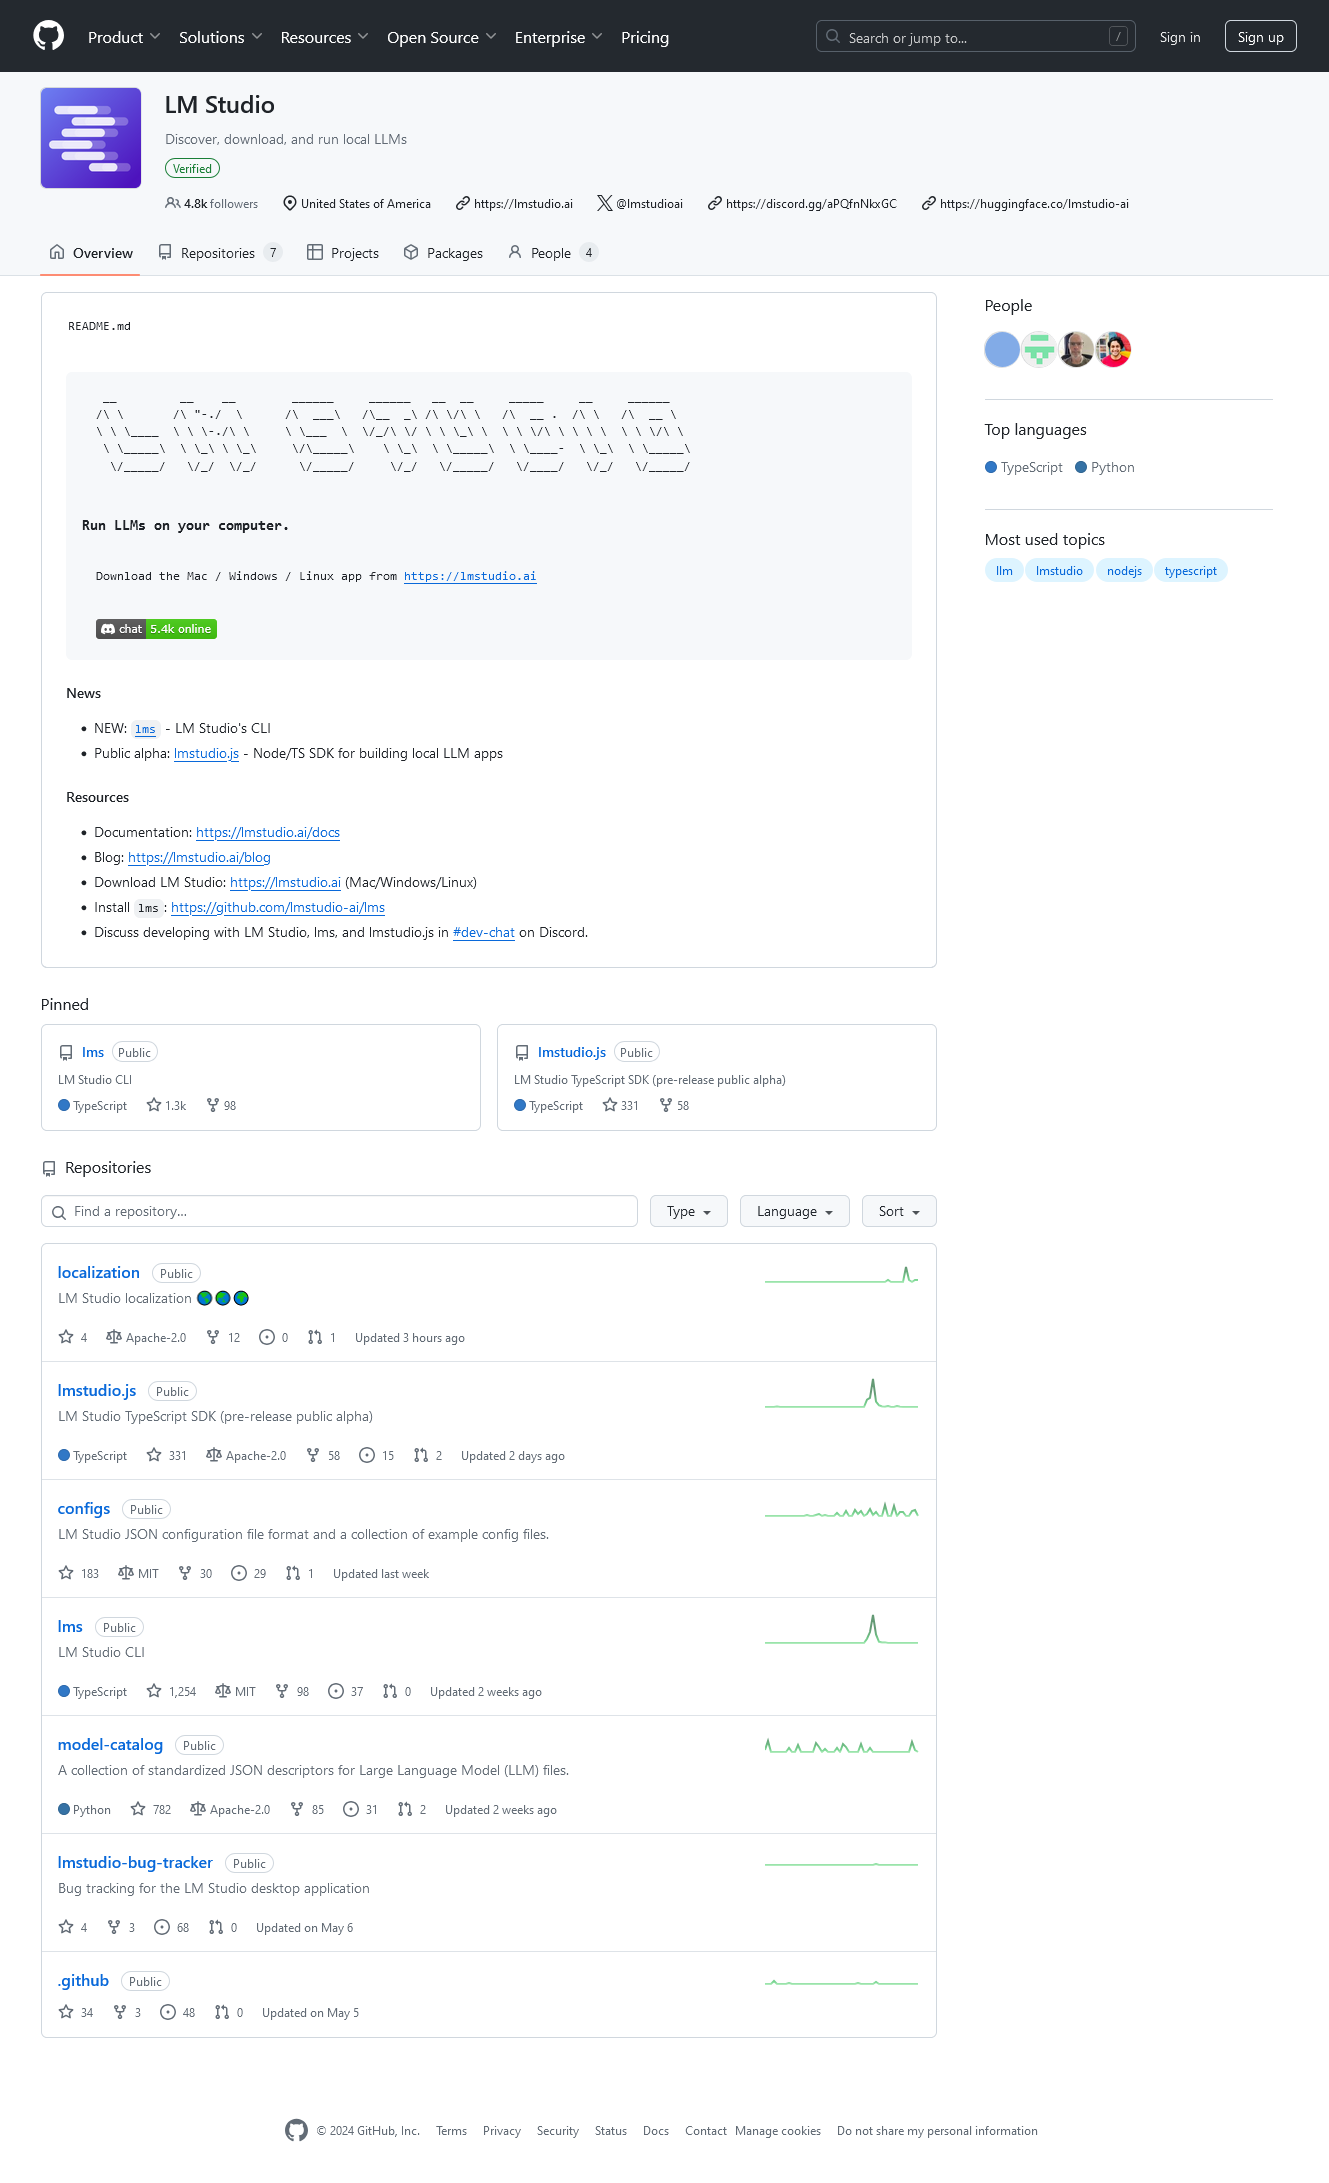 Product Solutions Resources Open Source Enterprise Pricing Search or jump to... / Sign in Sign up
LM Studio
Discover, download, and run local LLMs
Verified
4.8k followers United States of America https://lmstudio.ai @lmstudioai https://discord.gg/aPQfnNkxGC https://huggingface.co/lmstudio-ai
Overview Repositories 7 Projects Packages People 4
README.md
LM STUDIO
Run LLMs on your computer.
Download the Mac / Windows / Linux app from https://lmstudio.ai
chat 5.4k online
News
• NEW: lms - LM Studio's CLI
• Public alpha: lmstudio.js - Node/TS SDK for building local LLM apps
Resources
• Documentation: https://lmstudio.ai/docs
• Blog: https://lmstudio.ai/blog
• Download LM Studio: https://lmstudio.ai (Mac/Windows/Linux)
• Install lms : https://github.com/lmstudio-ai/lms
• Discuss developing with LM Studio, lms, and lmstudio.js in #dev-chat on Discord.
People
Top languages
TypeScript Python
Most used topics
llm lmstudio nodejs typescript
Pinned
lms Public
LM Studio CLI
TypeScript 1.3k 98
lmstudio.js Public
LM Studio TypeScript SDK (pre-release public alpha)
TypeScript 331 58
Repositories
Find a repository... Type Language Sort
localization Public
LM Studio localization
4 Apache-2.0 12 0 1 Updated 3 hours ago
lmstudio.js Public
LM Studio TypeScript SDK (pre-release public alpha)
TypeScript 331 Apache-2.0 58 15 2 Updated 2 days ago
configs Public
LM Studio JSON configuration file format and a collection of example config files.
183 MIT 30 29 1 Updated last week
lms Public
LM Studio CLI
TypeScript 1,254 MIT 98 37 0 Updated 2 weeks ago
model-catalog Public
A collection of standardized JSON descriptors for Large Language Model (LLM) files.
Python 782 Apache-2.0 85 31 2 Updated 2 weeks ago
lmstudio-bug-tracker Public
Bug tracking for the LM Studio desktop application
4 3 68 0 Updated on May 6
.github Public
34 3 48 0 Updated on May 5
© 2024 GitHub, Inc. Terms Privacy Security Status Docs Contact Manage cookies Do not share my personal information